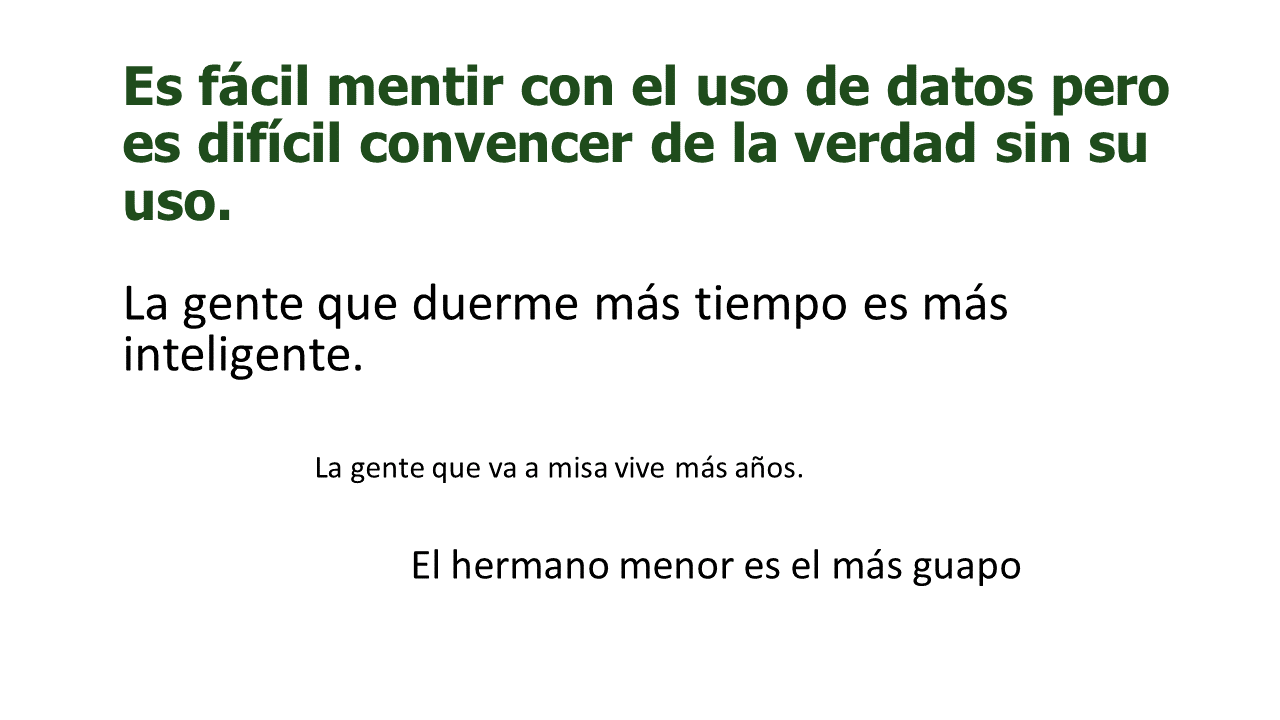 Es fácil mentir con el uso de datos pero
es difícil convencer de la verdad sin su
uso.
La gente que duerme más tiempo es más
inteligente.
La gente que va a misa vive más años.
El hermano menor es el más guapo